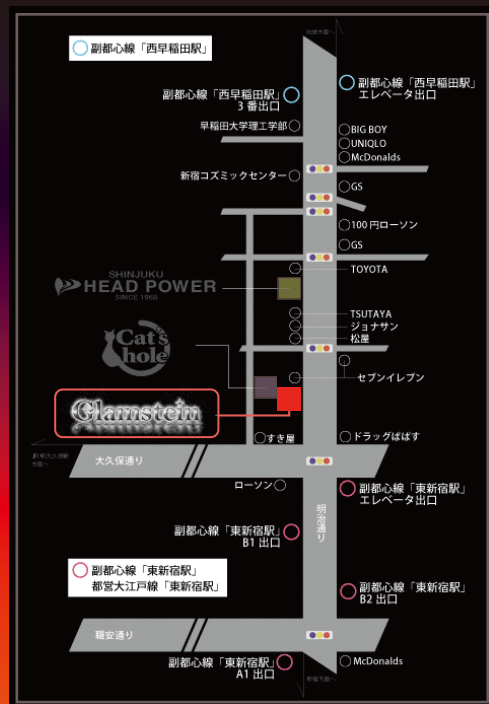 副都心線「西早稲田駅」
副都心線「西早稲田駅」
エレベータ出口
副都心線「西早稲田駅」
3番出口
早稲田大学理工学部
BIG BOY
UNIQLO
McDonalds
新宿コズミックセンター
GS
100円ローソン
GS
TOYOTA
SHINJUKU
HEAD POWER
SINCE 1968
TSUTAYA
ジョナサン
松屋
Cat's
hole
セブンイレブン
Glamstein
すき屋
ドラッグぱぱす
大久保通り
ローソン
副都心線「東新宿駅」
エレベータ出口
明治通り
副都心線「東新宿駅」
B1出口
副都心線「東新宿駅」
都営大江戸線「東新宿駅」
副都心線「東新宿駅」
B2出口
職安通り
副都心線「東新宿駅」
A1出口
McDonalds